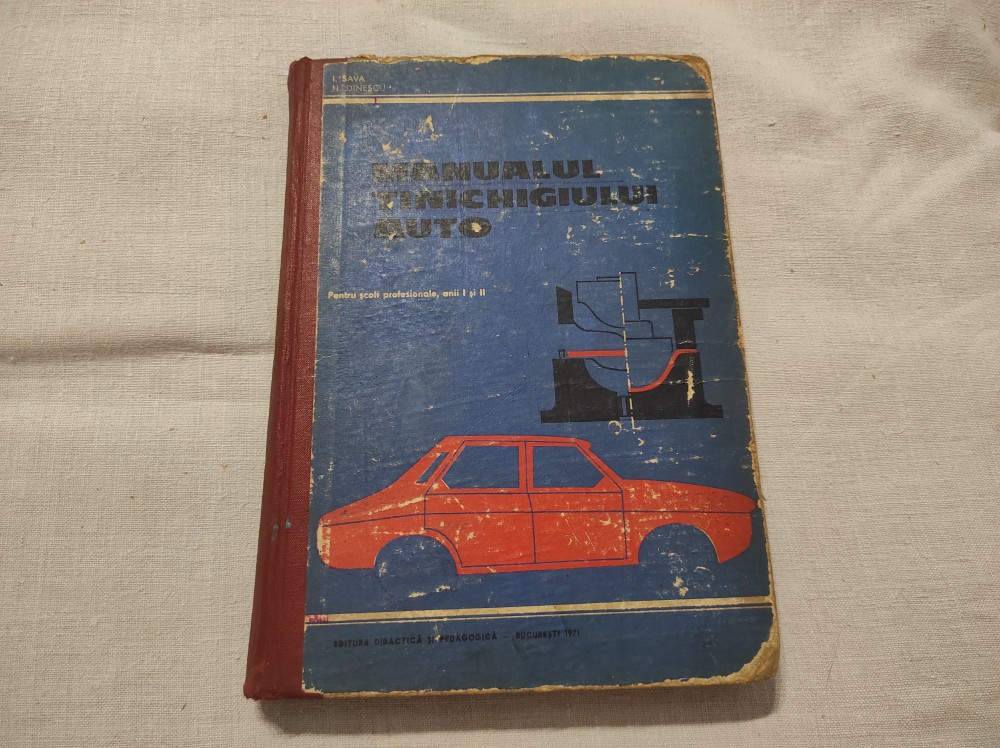 I. SAVA
N. DINESCU
MANUALUL
TINICHIGIULUI
AUTO
Pentru școli profesionale, anii I și II
EDITURA DIDACTICĂ ȘI PEDAGOGICĂ - BUCUREȘTI 1971